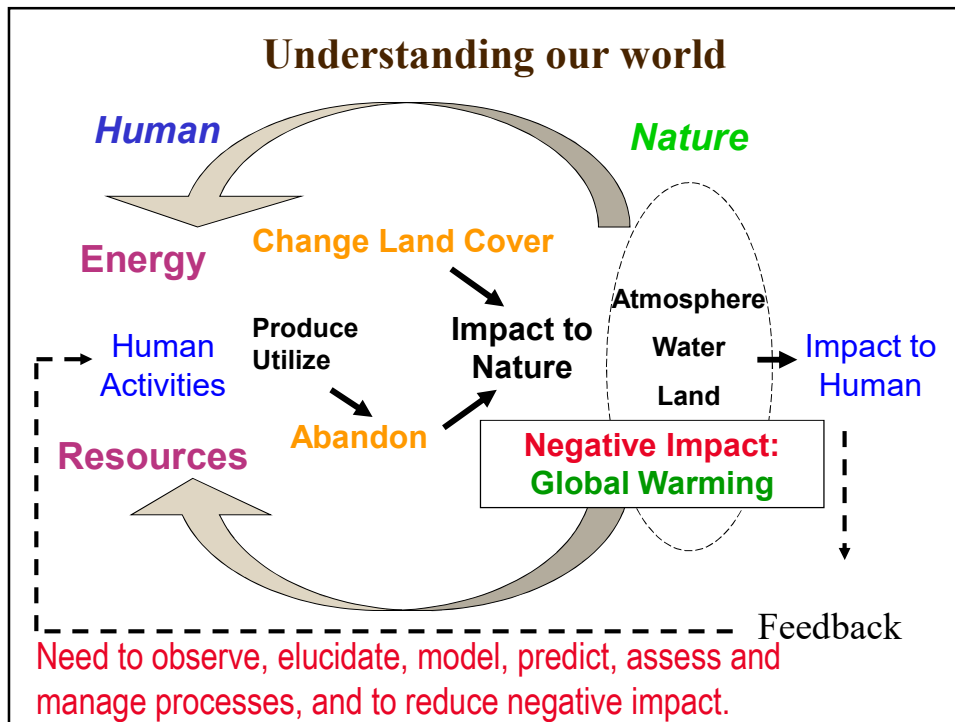 Understanding our world
Human
Nature
Energy
Change Land Cover
Atmosphere
Water
Land
Produce
Utilize
Impact to
Nature
Human
Activities
Impact to
Human
Abandon
Resources
Negative Impact:
Global Warming
Feedback
Need to observe, elucidate, model, predict, assess and
manage processes, and to reduce negative impact.